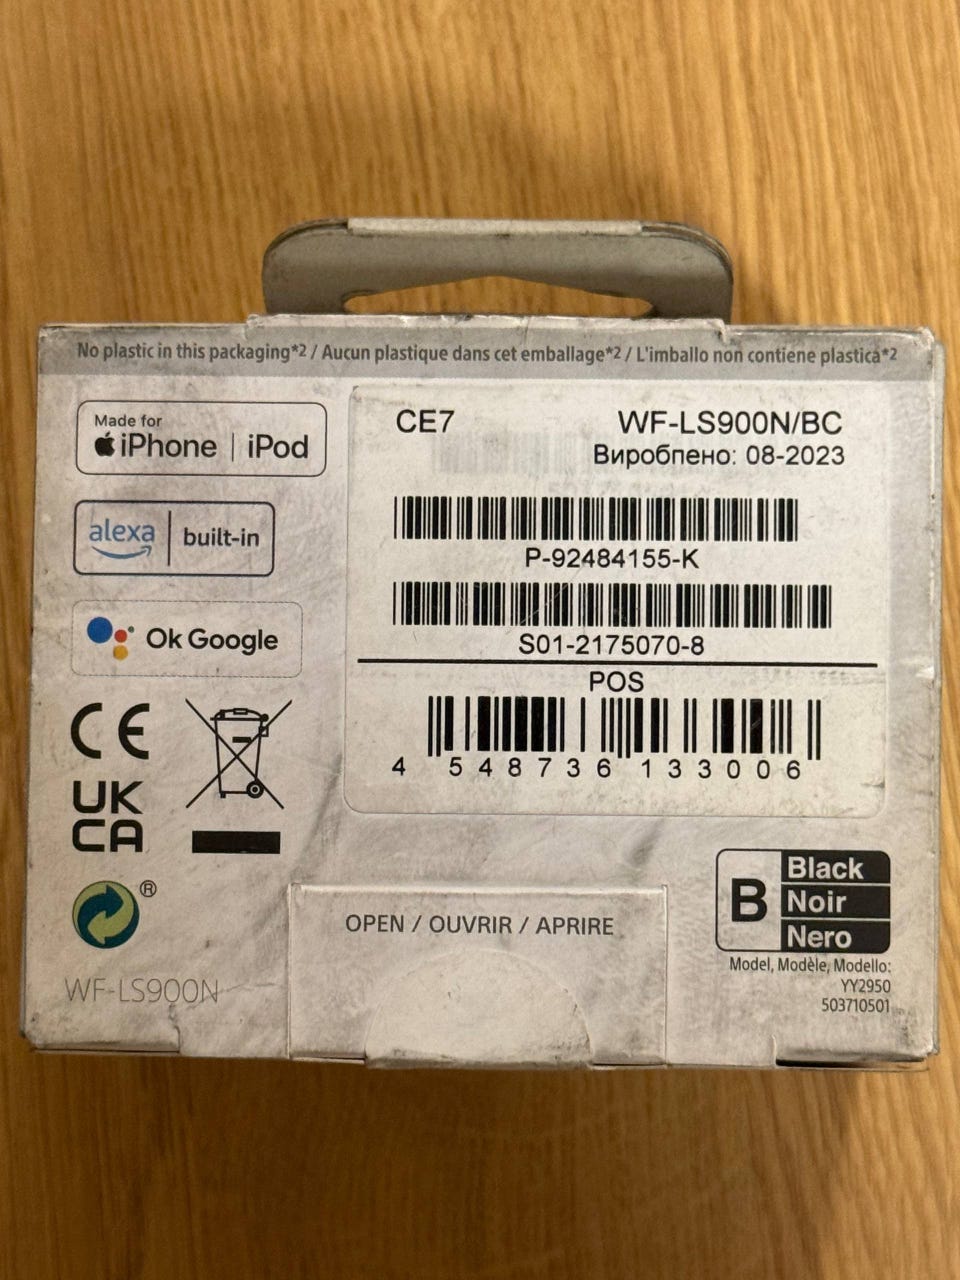 No plastic in this packaging*2 / Aucun plastique dans cet emballage*2 / L'imballo non contiene plastica*2
Made for
iPhone | iPod
alexa | built-in
Ok Google
CE
UK
CA
®
WF-LS900N
CE7 WF-LS900N/BC
Вироблено: 08-2023
P-92484155-K
S01-2175070-8
POS
4 548736 133006
OPEN / OUVRIR / APRIRE
B
Black
Noir
Nero
Model, Modèle, Modello:
YY2950
503710501